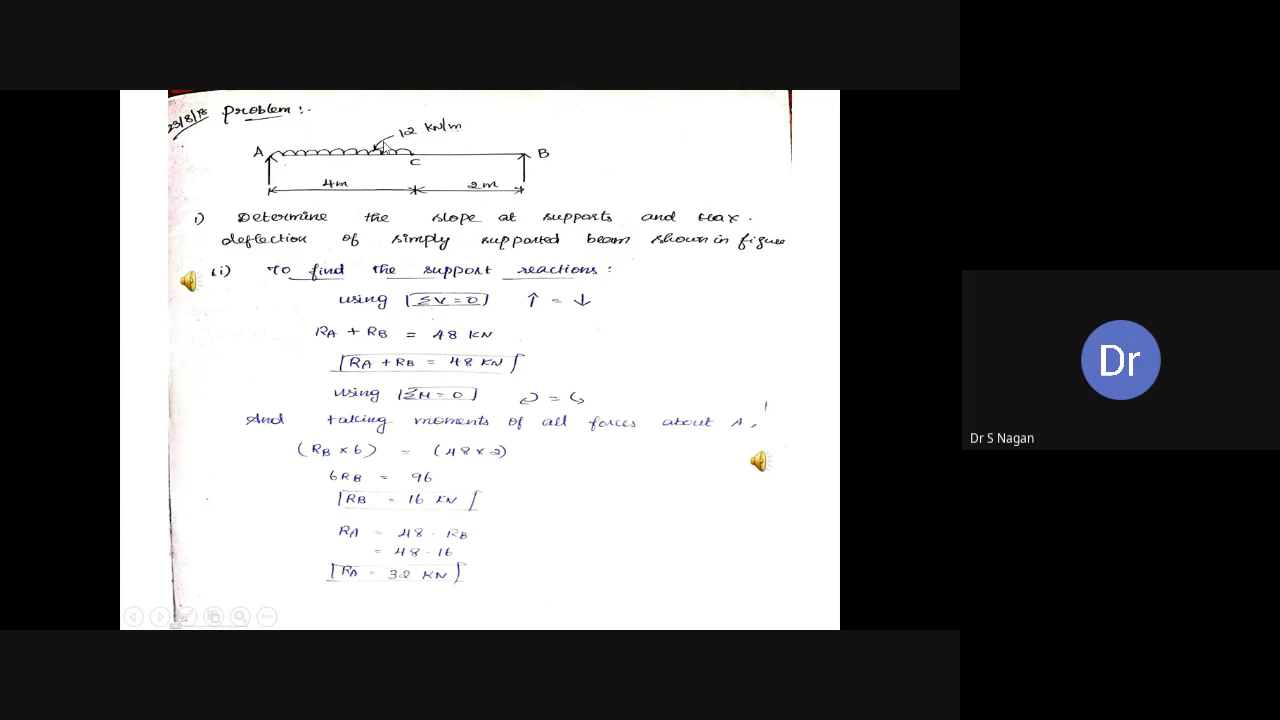 23/8/18
Problem :-
12 KN/m
A
C
B
4m
2m
i) Determine the slope at supports and max.
deflection of simply supported beam shown in figure
(i) To find the support reactions :
using ΣV = 0 ↑ = ↓
RA + RB = 48 KN
RA + RB = 48 KN
using ΣM = 0 =
And taking moments of all forces about A,
(RB × 6) = (48 × 2)
6RB = 96
RB = 16 KN
RA = 48 - RB
= 48 - 16
RA = 32 KN
Dr
Dr S Nagan